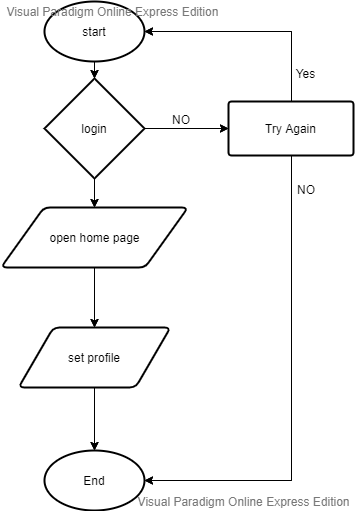 Visual Paradigm Online Express Edition
start
Yes
login
NO
Try Again
NO
open home page
set profile
End
Visual Paradigm Online Express Edition